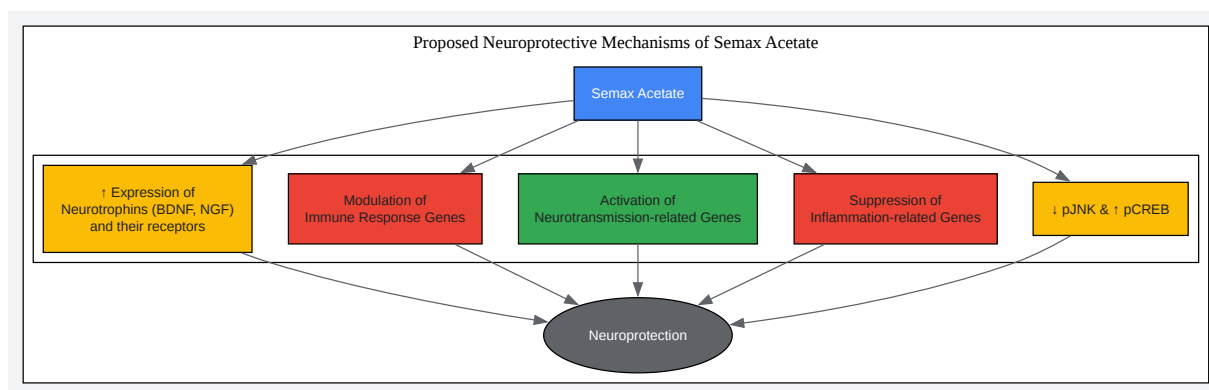 Proposed Neuroprotective Mechanisms of Semax Acetate
Semax Acetate
↑ Expression of
Neurotrophins (BDNF, NGF)
and their receptors
Modulation of
Immune Response Genes
Activation of
Neurotransmission-related Genes
Suppression of
Inflammation-related Genes
↓ pJNK & ↑ pCREB
Neuroprotection